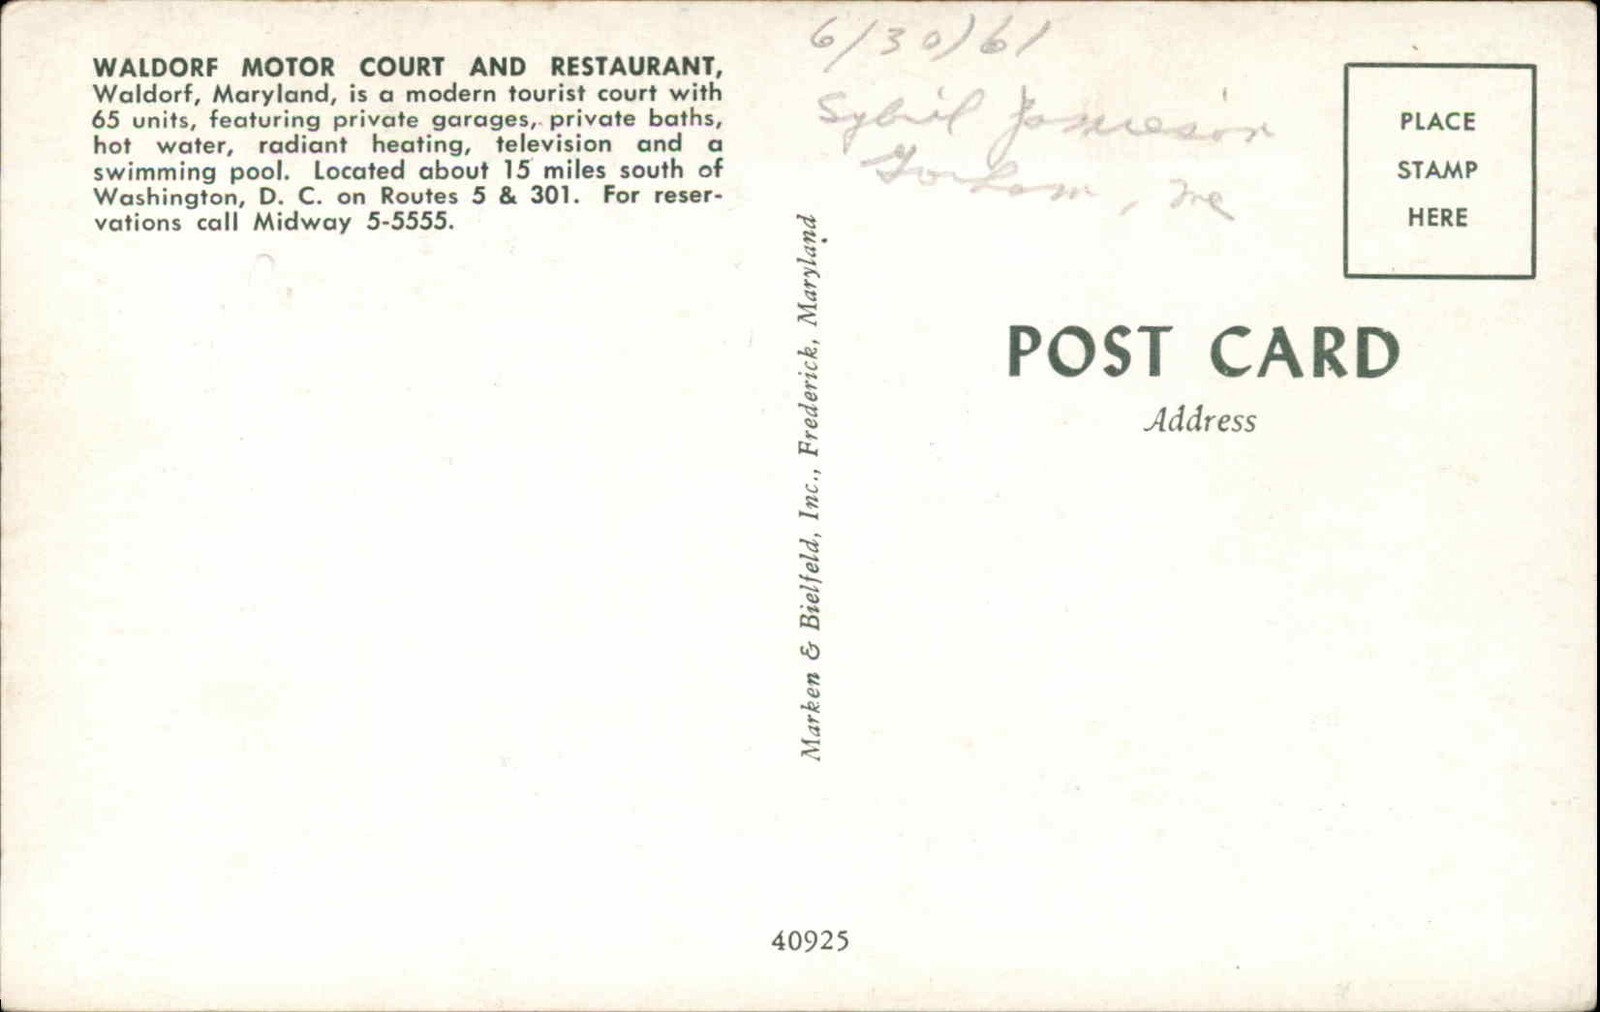 WALDORF MOTOR COURT AND RESTAURANT,
Waldorf, Maryland, is a modern tourist court with
65 units, featuring private garages, private baths,
hot water, radiant heating, television and a
swimming pool. Located about 15 miles south of
Washington, D. C. on Routes 5 & 301. For reser-
vations call Midway 5-5555.
6/30/61
Sybil Jamieson
Gorham, Me
Marken & Bielfeld, Inc., Frederick, Maryland
PLACE
STAMP
HERE
POST CARD
Address
40925